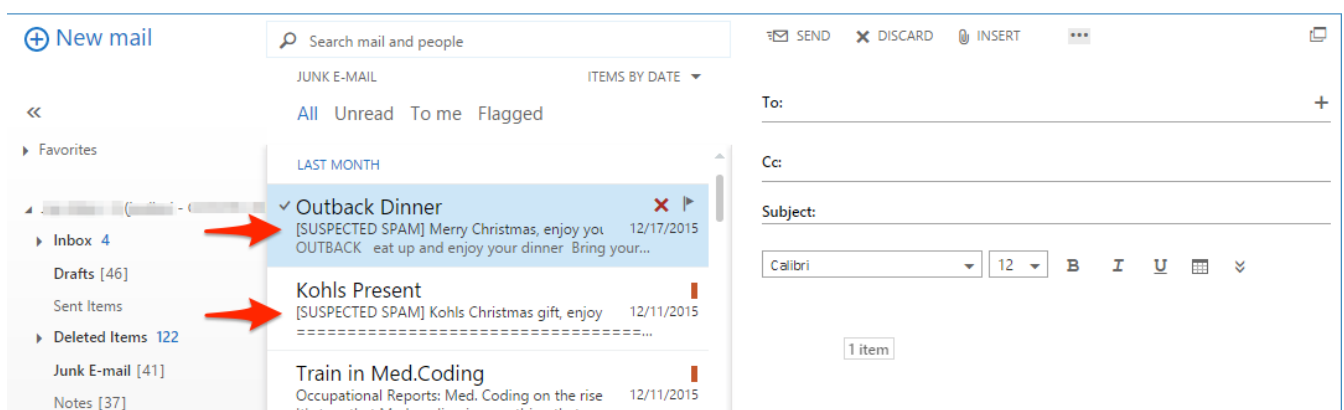 New mail
«
Favorites
Inbox 4
Drafts [46]
Sent Items
Deleted Items 122
Junk E-mail [41]
Notes [37]
Search mail and people
JUNK E-MAIL ITEMS BY DATE
All Unread To me Flagged
LAST MONTH
Outback Dinner
[SUSPECTED SPAM] Merry Christmas, enjoy you 12/17/2015
OUTBACK eat up and enjoy your dinner Bring your...
Kohls Present
[SUSPECTED SPAM] Kohls Christmas gift, enjoy 12/11/2015
==================================...
Train in Med.Coding
Occupational Reports: Med. Coding on the rise 12/11/2015
SEND DISCARD INSERT •••
To: +
Cc:
Subject:
Calibri 12 B I U
1 item